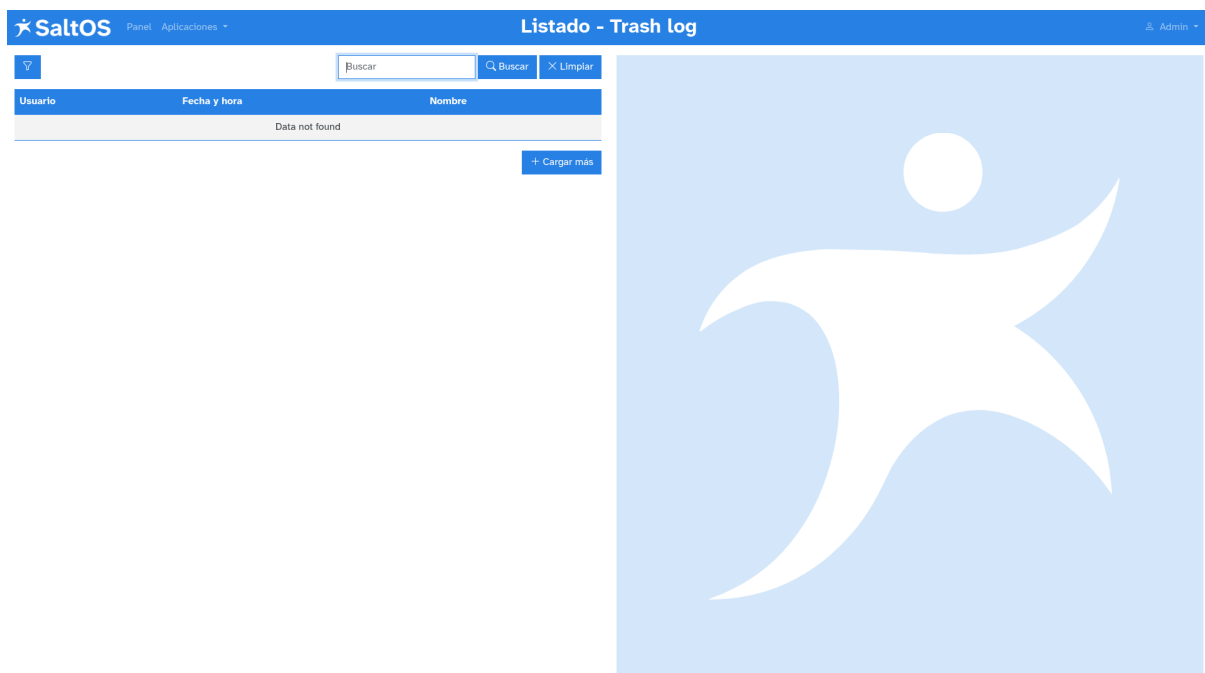 SaltOS Panel Aplicaciones Listado - Trash log Admin
Buscar Buscar Limpiar
Usuario Fecha y hora Nombre
Data not found
+ Cargar más